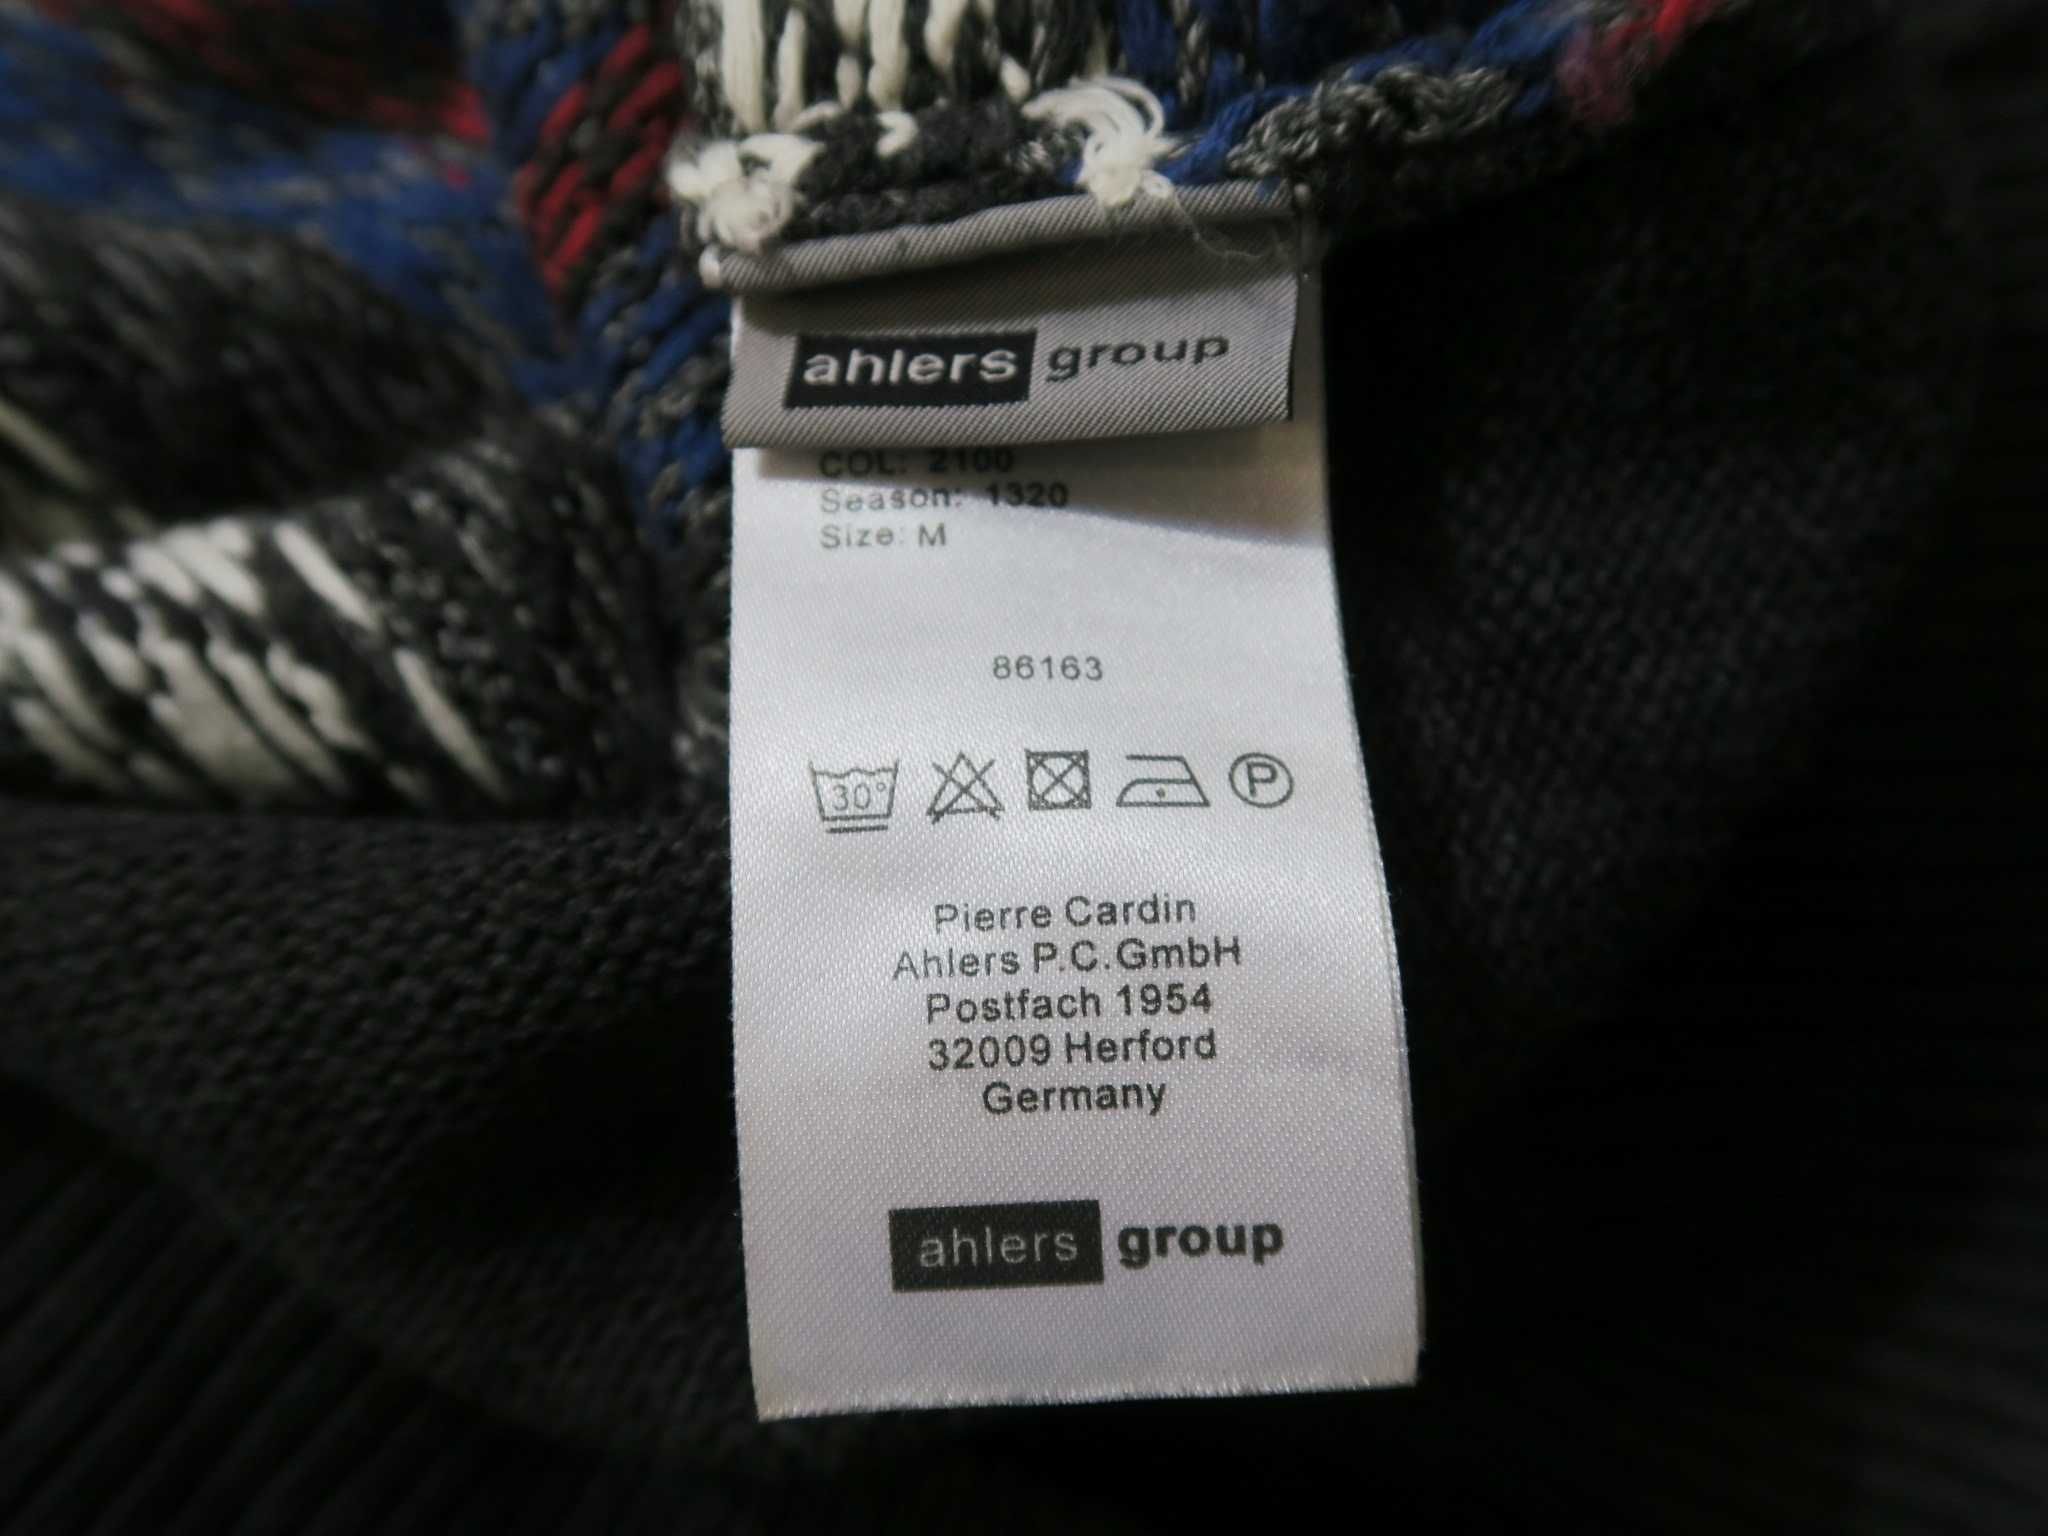 ahlers group
COL: 2100
Season: 1320
Size: M
86163
30°
P
Pierre Cardin
Ahlers P.C.GmbH
Postfach 1954
32009 Herford
Germany
ahlers group